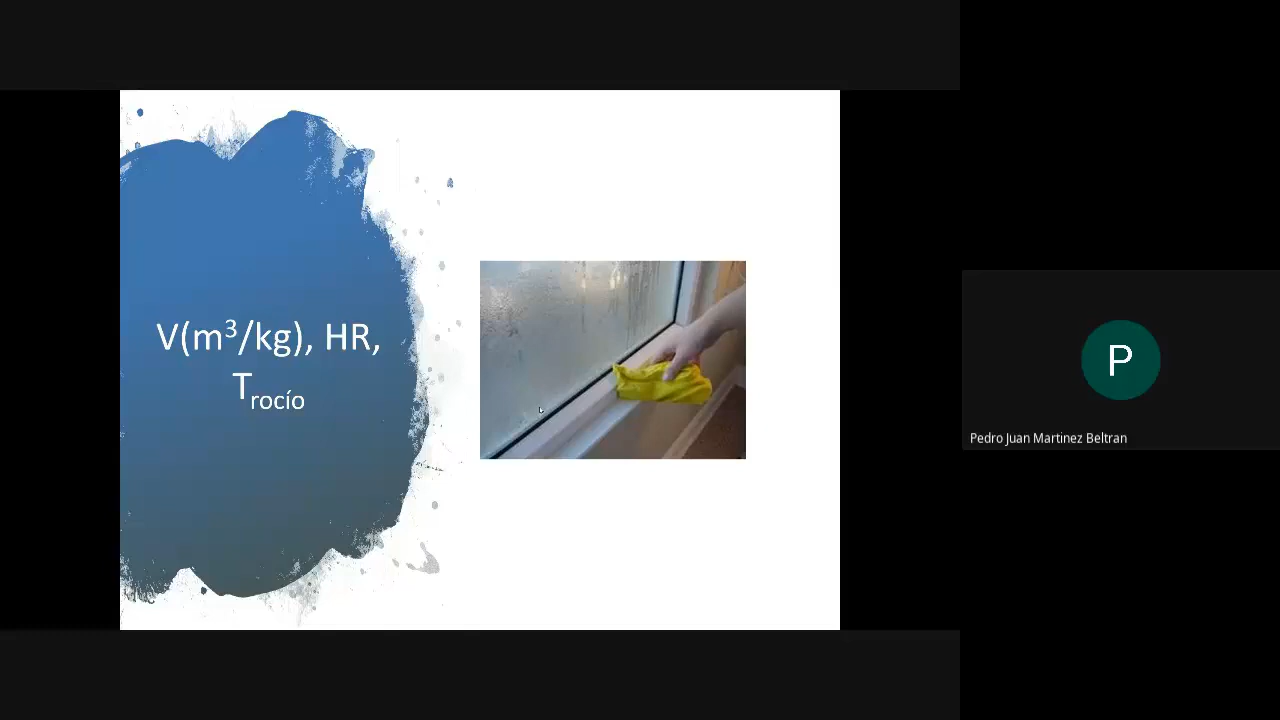 V(m³/kg), HR,
Trocío
P
Pedro Juan Martinez Beltran